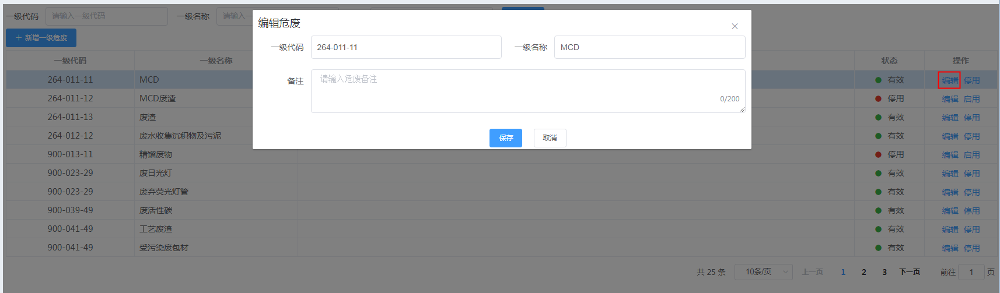 一级代码 请输入一级代码 一级名称 请输入一
编辑危废
+ 新增一级危废
一级代码 264-011-11 一级名称 MCD
备注 请输入危废备注
0/200
保存 取消
一级代码 一级名称 状态 操作
264-011-11 MCD 有效 编辑 停用
264-011-12 MCD废渣 停用 编辑 启用
264-011-13 废渣 有效 编辑 停用
264-012-12 废水收集沉积物及污泥 有效 编辑 停用
900-013-11 精馏废物 停用 编辑 启用
900-023-29 废日光灯 有效 编辑 停用
900-023-29 废弃荧光灯管 有效 编辑 停用
900-039-49 废活性碳 有效 编辑 停用
900-041-49 工艺废渣 有效 编辑 停用
900-041-49 受污染废包材 有效 编辑 停用
共 25 条 10条/页 上一页 1 2 3 下一页 前往 1 页